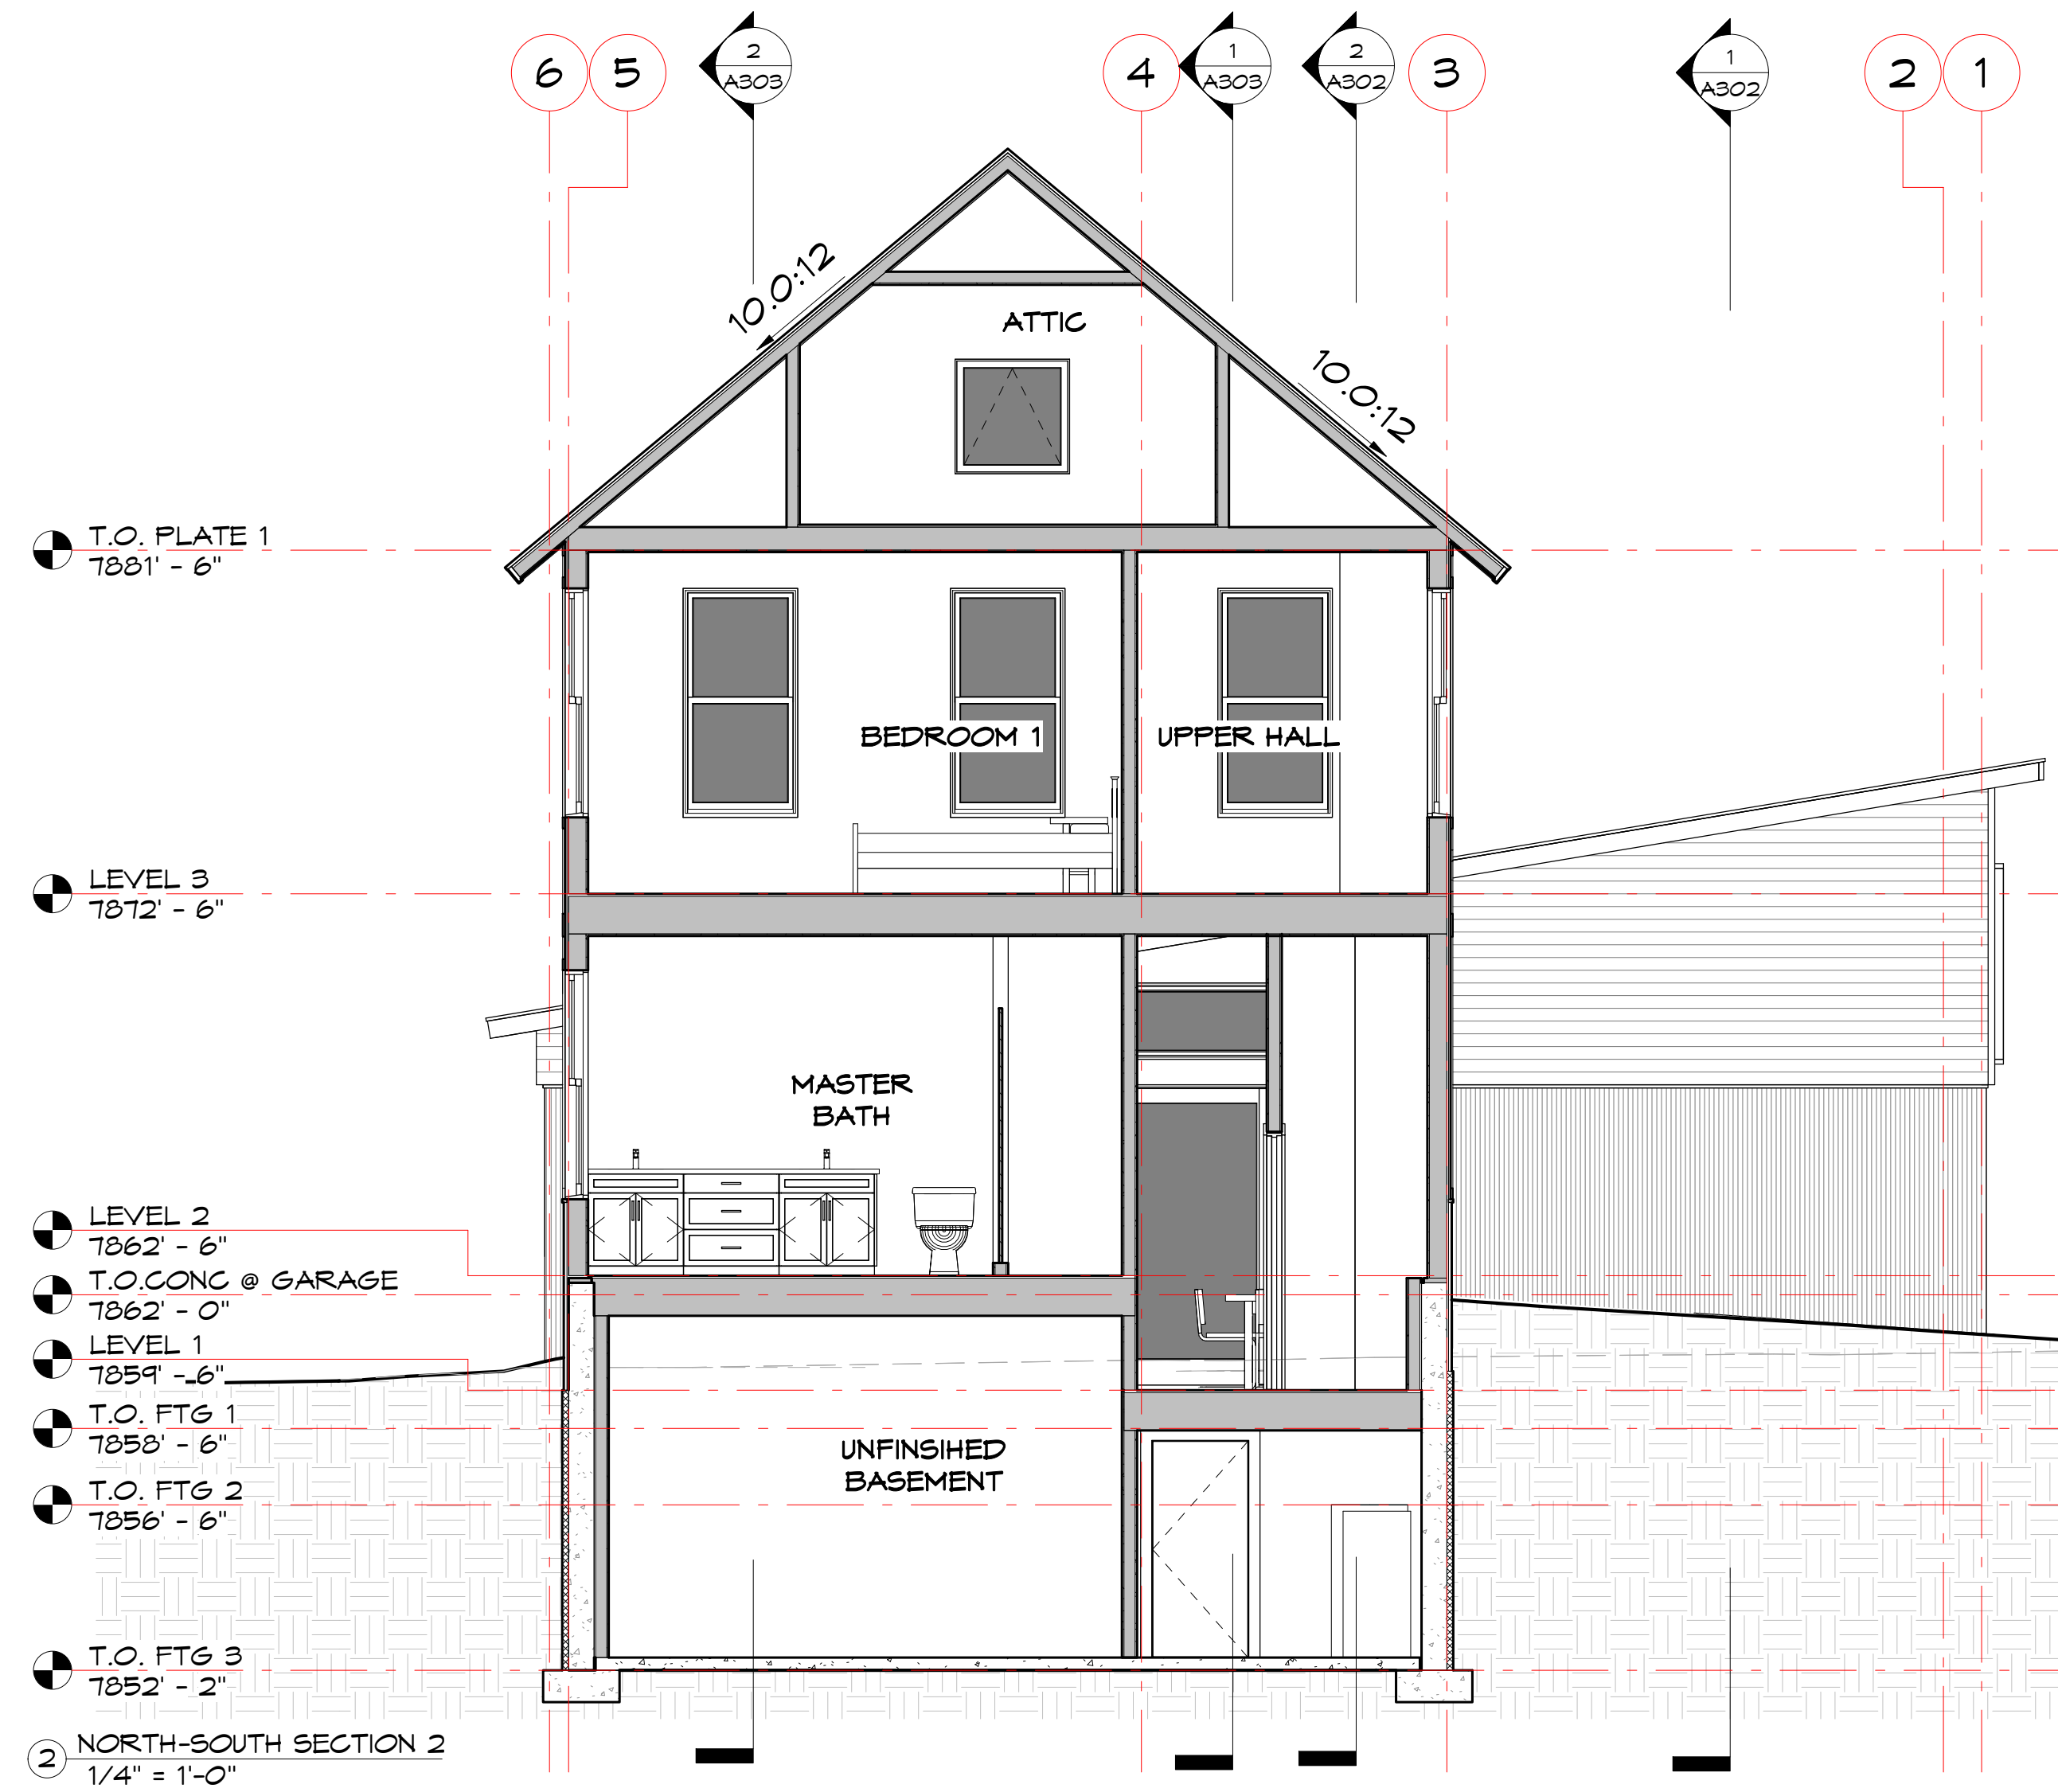 6
5
2
A303
4
1
A303
2
A302
3
1
A302
2
1
10.0:12
ATTIC
10.0:12
T.O. PLATE 1
7881' - 6"
BEDROOM 1
UPPER HALL
LEVEL 3
7872' - 6"
MASTER
BATH
LEVEL 2
7862' - 6"
T.O.CONC @ GARAGE
7862' - 0"
LEVEL 1
7859' - 6"
T.O. FTG 1
7858' - 6"
UNFINSIHED
BASEMENT
T.O. FTG 2
7856' - 6"
T.O. FTG 3
7852' - 2"
2
NORTH-SOUTH SECTION 2
1/4" = 1'-0"